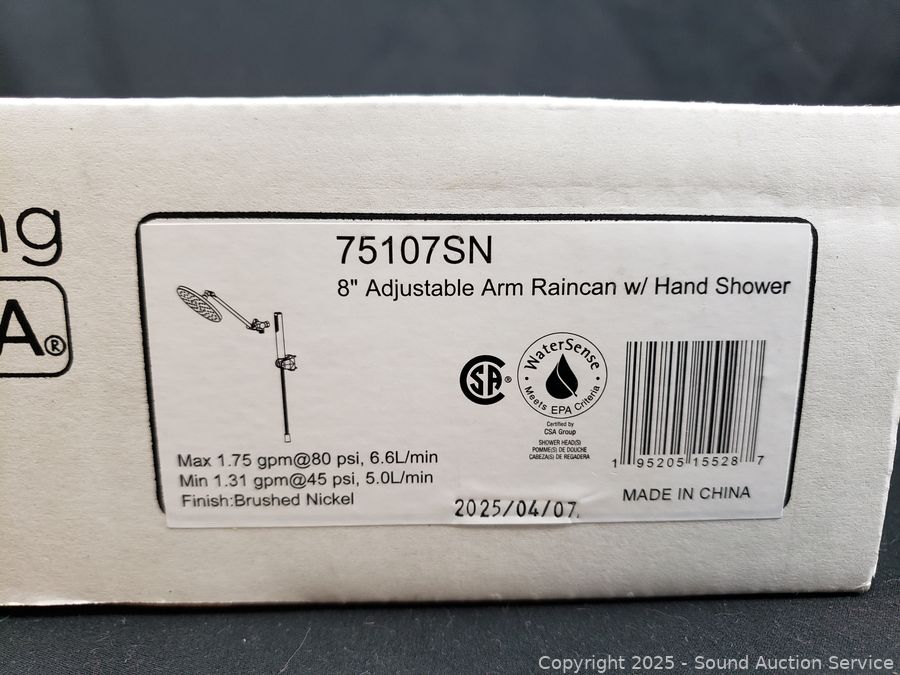 ng
A®
75107SN
8" Adjustable Arm Raincan w/ Hand Shower
CSA®
WaterSense
Meets EPA Criteria
Certified by
CSA Group
SHOWER HEAD(S)
POMME(S) DE DOUCHE
CABEZA(S) DE REGADERA
1 95205 15528 7
Max 1.75 gpm@80 psi, 6.6L/min
Min 1.31 gpm@45 psi, 5.0L/min
Finish:Brushed Nickel
2025/04/07.
MADE IN CHINA
Copyright 2025 - Sound Auction Service